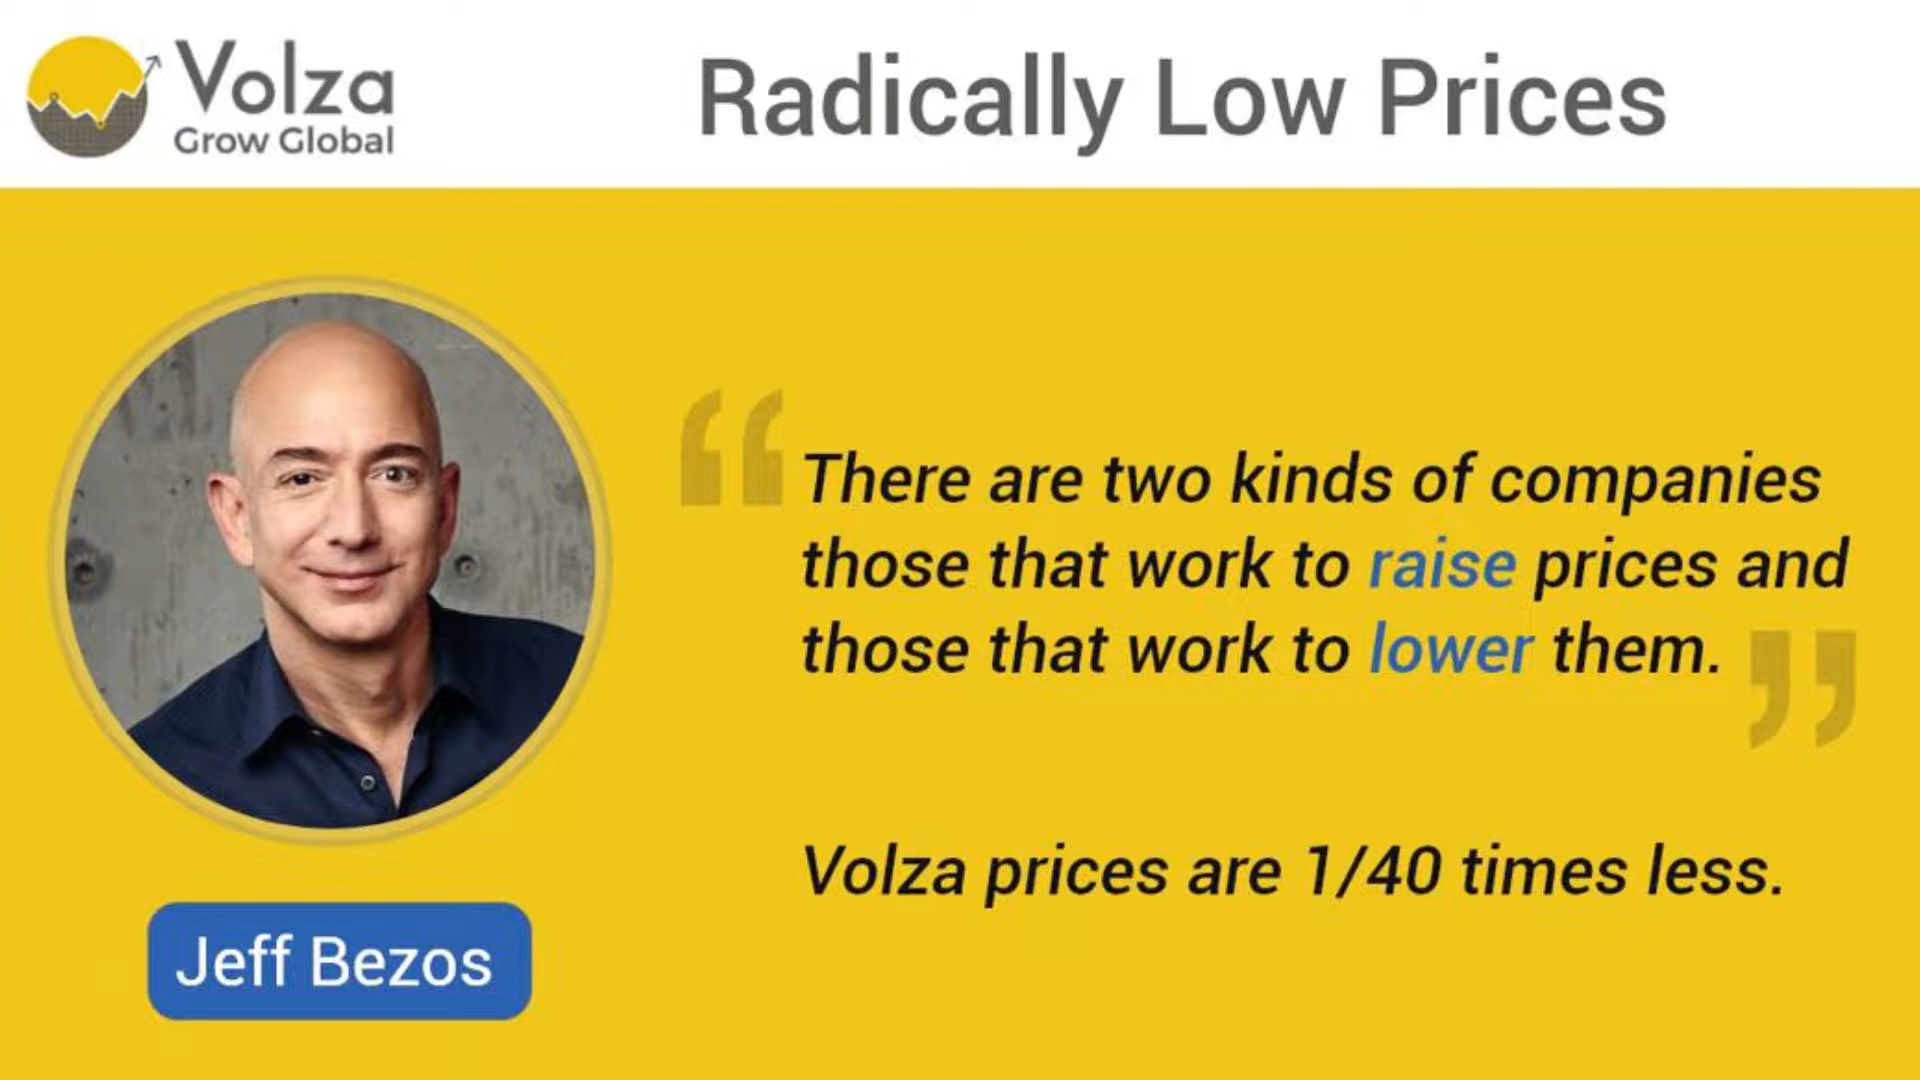 Volza
Grow Global
Radically Low Prices
“There are two kinds of companies
those that work to raise prices and
those that work to lower them.”
Volza prices are 1/40 times less.
Jeff Bezos